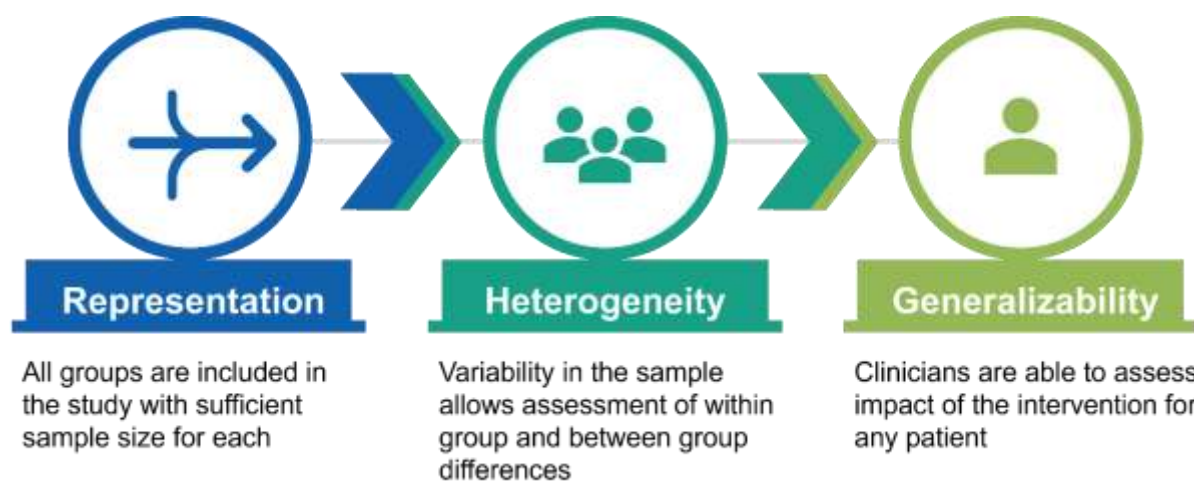 Representation
All groups are included in
the study with sufficient
sample size for each
Heterogeneity
Variability in the sample
allows assessment of within
group and between group
differences
Generalizability
Clinicians are able to assess
impact of the intervention for
any patient